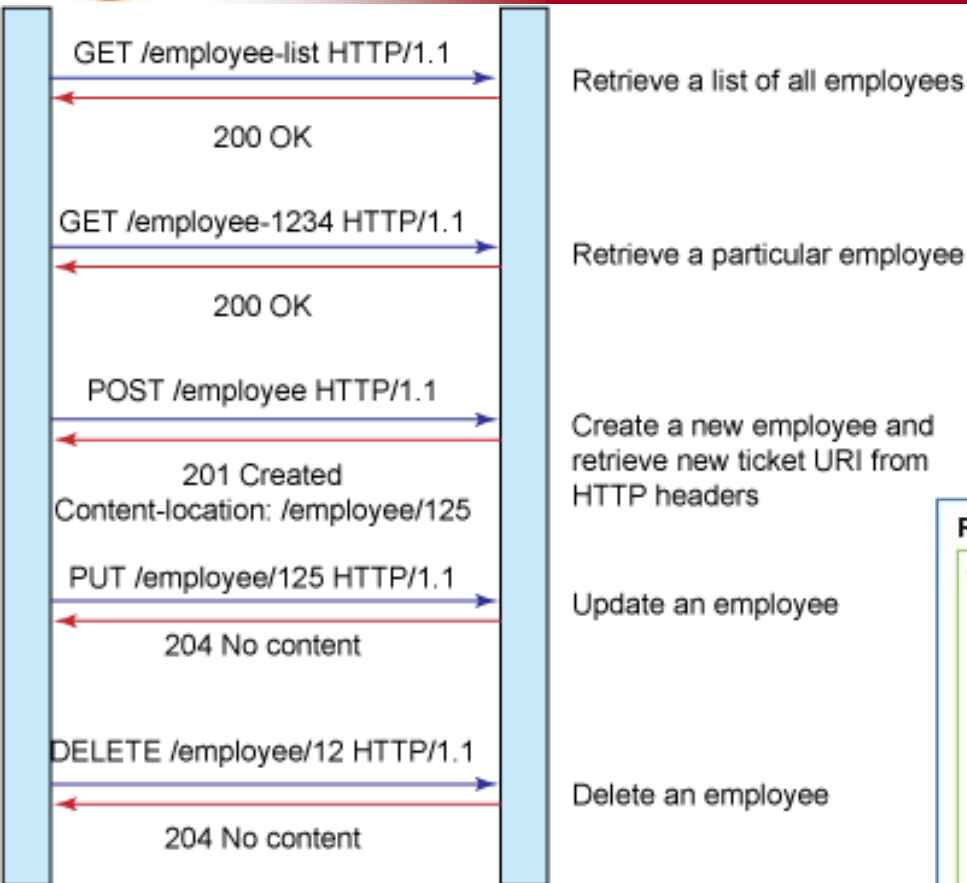 GET /employee-list HTTP/1.1
Retrieve a list of all employees
200 OK
GET /employee-1234 HTTP/1.1
Retrieve a particular employee
200 OK
POST /employee HTTP/1.1
Create a new employee and
retrieve new ticket URI from
HTTP headers
201 Created
Content-location: /employee/125
PUT /employee/125 HTTP/1.1
Update an employee
204 No content
DELETE /employee/12 HTTP/1.1
Delete an employee
204 No content